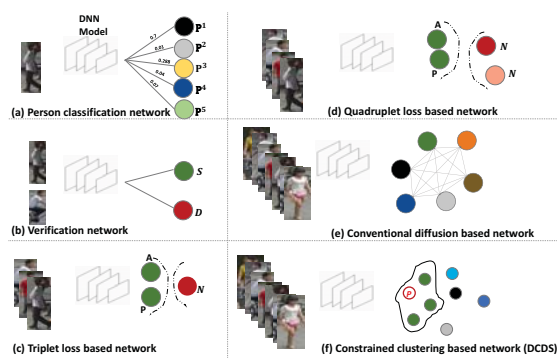 DNN
Model
0.7
0.01
0.288
0.04
0.02
P¹
P²
P³
P⁴
P⁵
(a) Person classification network
S
D
(b) Verification network
A
P
N
(c) Triplet loss based network
A
P
N
N
(d) Quadruplet loss based network
(e) Conventional diffusion based network
P
(f) Constrained clustering based network (DCDS)